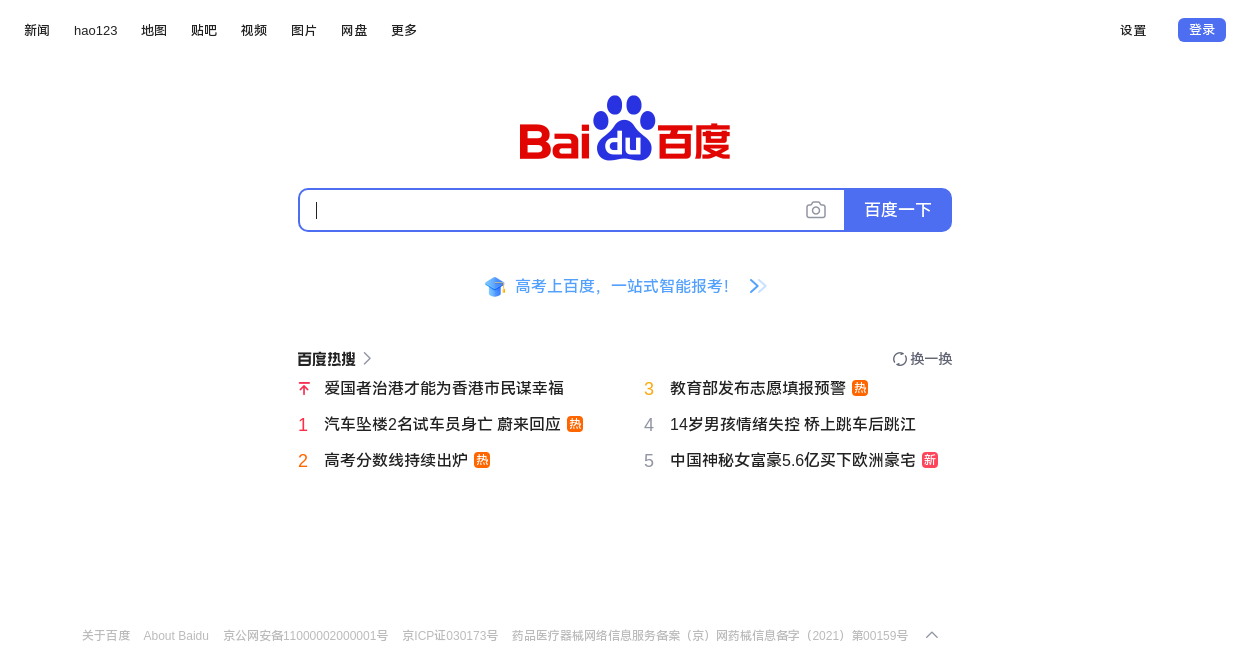 新闻 hao123 地图 贴吧 视频 图片 网盘 更多 设置 登录
Bai du 百度
百度一下
高考上百度，一站式智能报考!
百度热搜 换一换
爱国者治港才能为香港市民谋幸福
1 汽车坠楼2名试车员身亡 蔚来回应 热
2 高考分数线持续出炉 热
3 教育部发布志愿填报预警 热
4 14岁男孩情绪失控 桥上跳车后跳江
5 中国神秘女富豪5.6亿买下欧洲豪宅 新
关于百度 About Baidu 京公网安备11000002000001号 京ICP证030173号 药品医疗器械网络信息服务备案（京）网药械信息备字（2021）第00159号